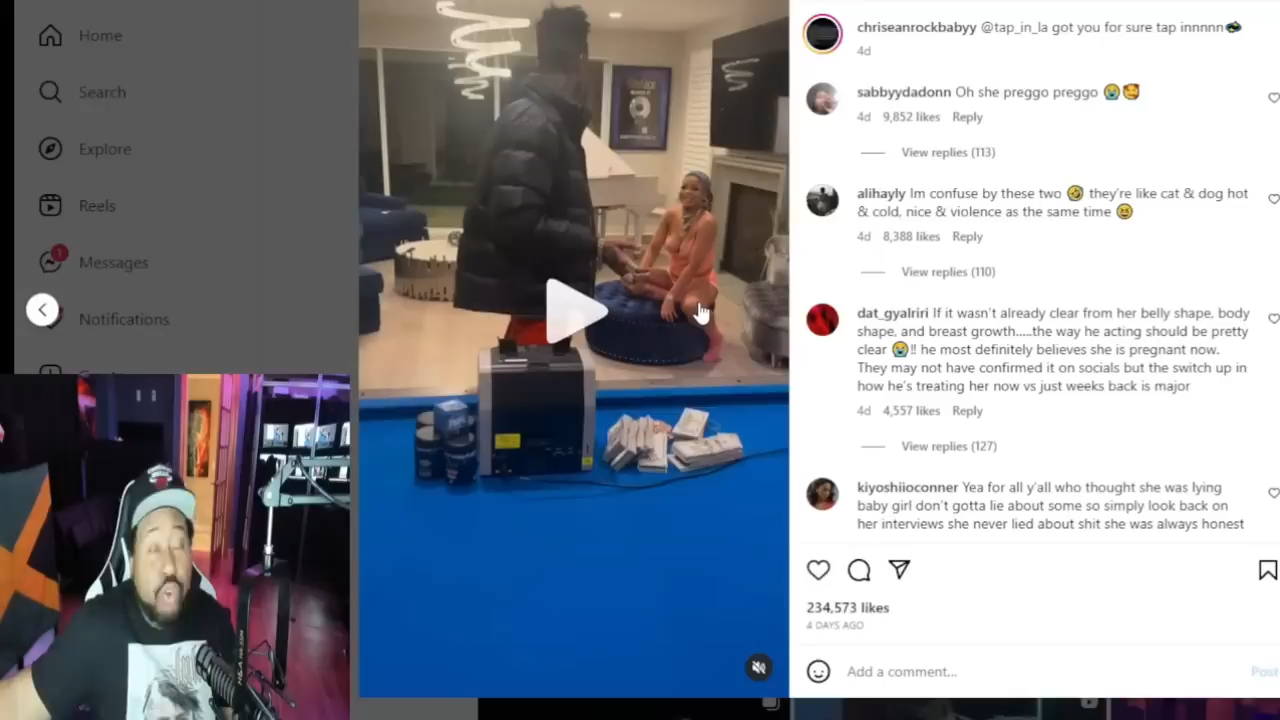 Home
Search
Explore
Reels
1
Messages
Notifications
chriseanrockbabyy @tap_in_la got you for sure tap innnnn
4d
sabbyydadonn Oh she preggo preggo 😭🥰
4d 9,852 likes Reply
View replies (113)
alihayly Im confuse by these two 🤣 they're like cat & dog hot
& cold, nice & violence as the same time 😆
4d 8,388 likes Reply
View replies (110)
dat_gyalriri If it wasn't already clear from her belly shape, body
shape, and breast growth.....the way he acting should be pretty
clear 😭!! he most definitely believes she is pregnant now.
They may not have confirmed it on socials but the switch up in
how he's treating her now vs just weeks back is major
4d 4,557 likes Reply
View replies (127)
kiyoshiioconner Yea for all y'all who thought she was lying
baby girl don't gotta lie about some so simply look back on
her interviews she never lied about shit she was always honest
234,573 likes
4 DAYS AGO
Add a comment...
Post